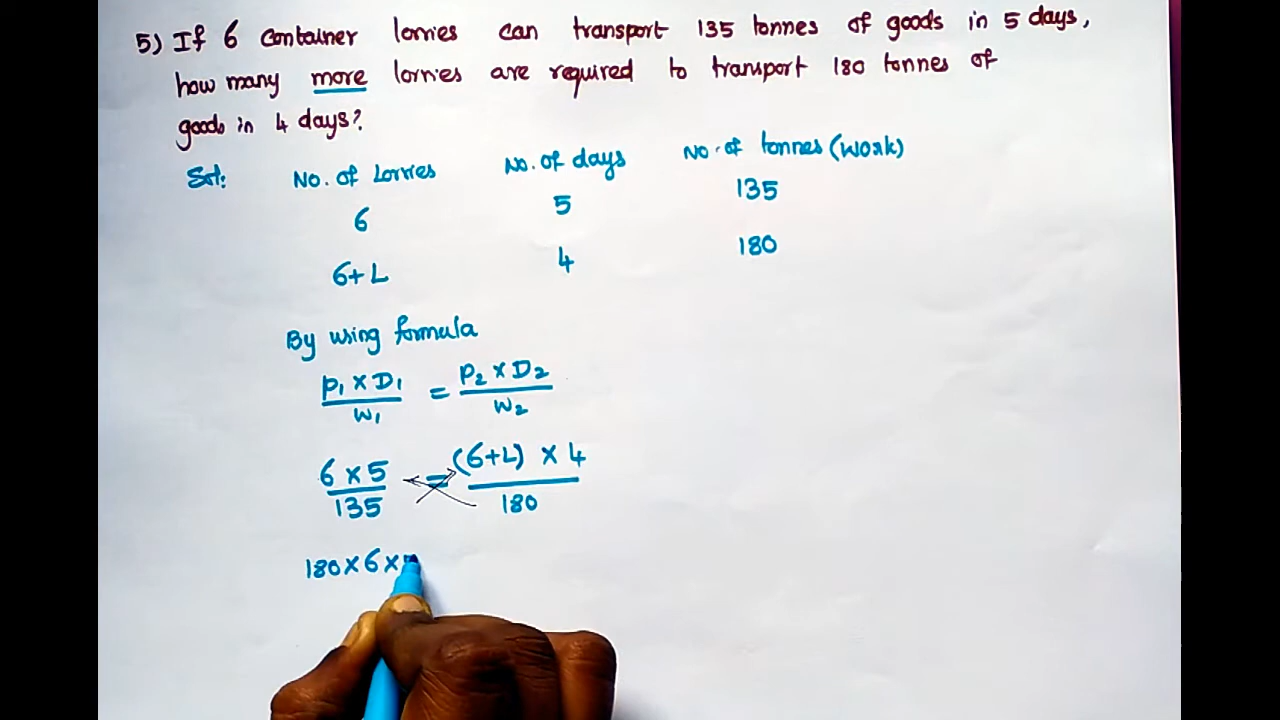 5) If 6 container lorries can transport 135 tonnes of goods in 5 days,
how many more lorries are required to transport 180 tonnes of
goods in 4 days?
Sol: No. of Lorries No. of days No. of tonnes (work)
6 5 135
6+L 4 180
By using formula
P₁ × D₁ / W₁ = P₂ × D₂ / W₂
6 × 5 / 135 = (6+L) × 4 / 180
180 × 6 ×